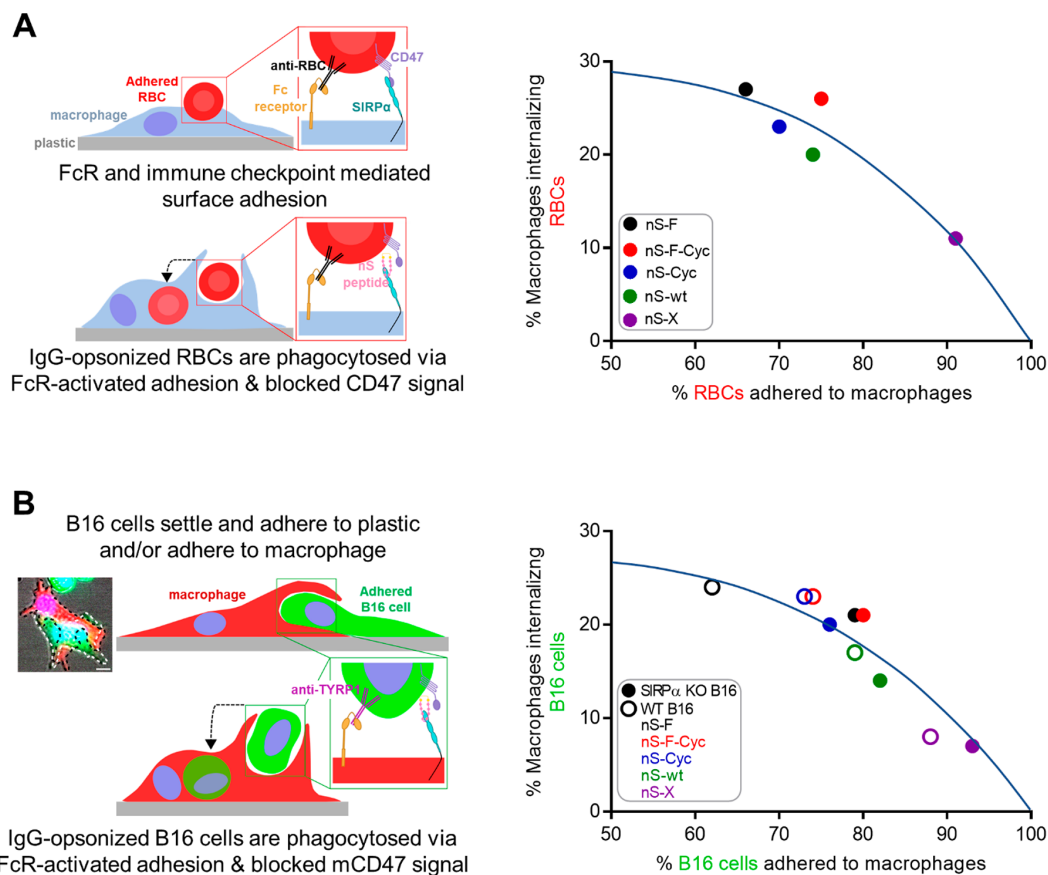 A
anti-RBC
CD47
Adhered
RBC
Fc
receptor
SIRPα
macrophage
plastic
FcR and immune checkpoint mediated
surface adhesion
nS
peptide
IgG-opsonized RBCs are phagocytosed via
FcR-activated adhesion & blocked CD47 signal
% Macrophages internalizing
RBCs
30
20
10
0
nS-F
nS-F-Cyc
nS-Cyc
nS-wt
nS-X
50 60 70 80 90 100
% RBCs adhered to macrophages
B
B16 cells settle and adhere to plastic
and/or adhere to macrophage
macrophage
Adhered
B16 cell
anti-TYRP1
IgG-opsonized B16 cells are phagocytosed via
FcR-activated adhesion & blocked mCD47 signal
% Macrophages internalizng
B16 cells
30
20
10
0
SIRPα KO B16
WT B16
nS-F
nS-F-Cyc
nS-Cyc
nS-wt
nS-X
50 60 70 80 90 100
% B16 cells adhered to macrophages